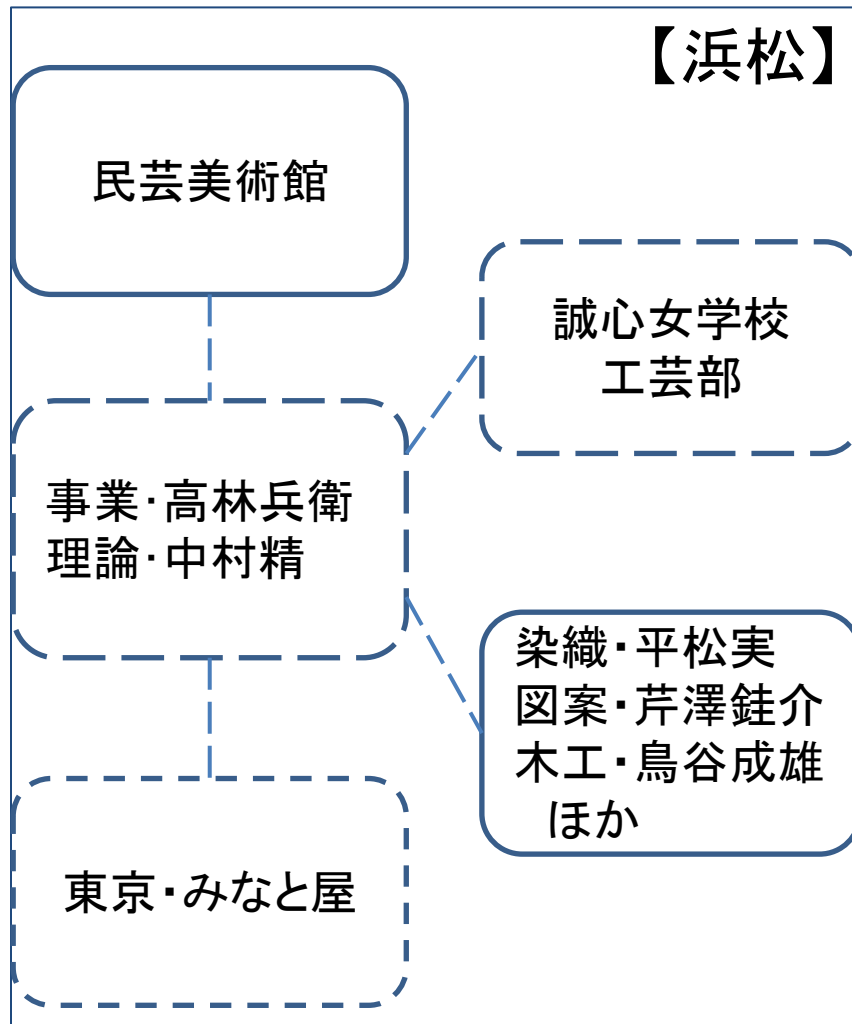 【浜松】
民芸美術館
誠心女学校
工芸部
事業・高林兵衛
理論・中村精
染織・平松実
図案・芹澤銈介
木工・鳥谷成雄
ほか
東京・みなと屋